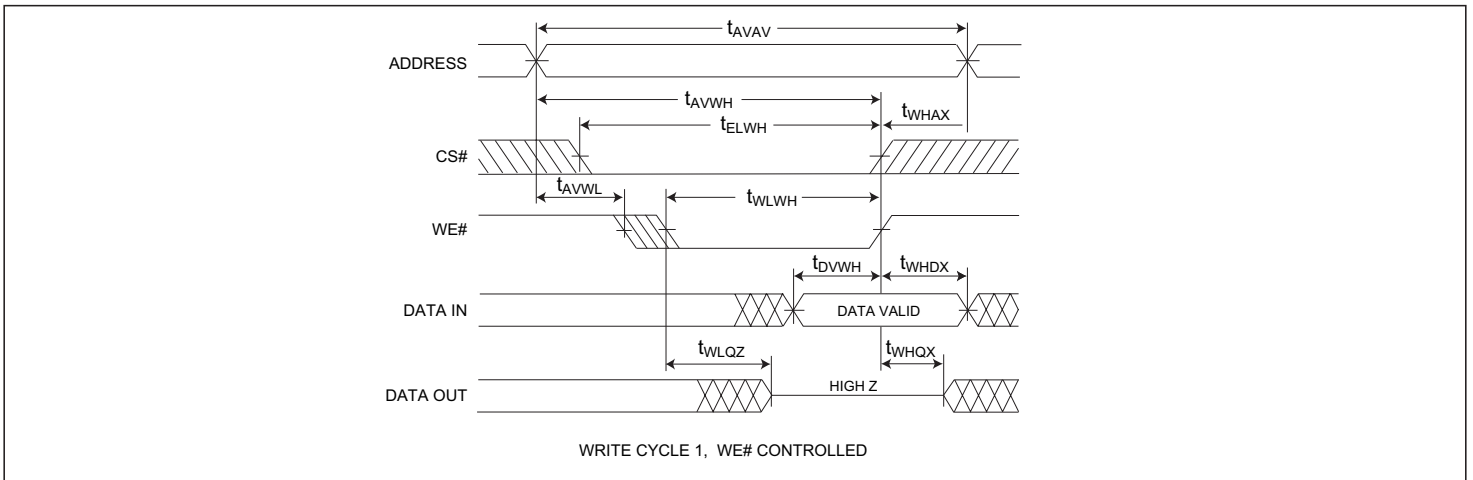 tAVAV
ADDRESS
tAVWH
tELWH
tWHAX
CS#
tAVWL
tWLWH
WE#
tDVWH
tWHDX
DATA IN
DATA VALID
tWLQZ
tWHQX
DATA OUT
HIGH Z
WRITE CYCLE 1, WE# CONTROLLED